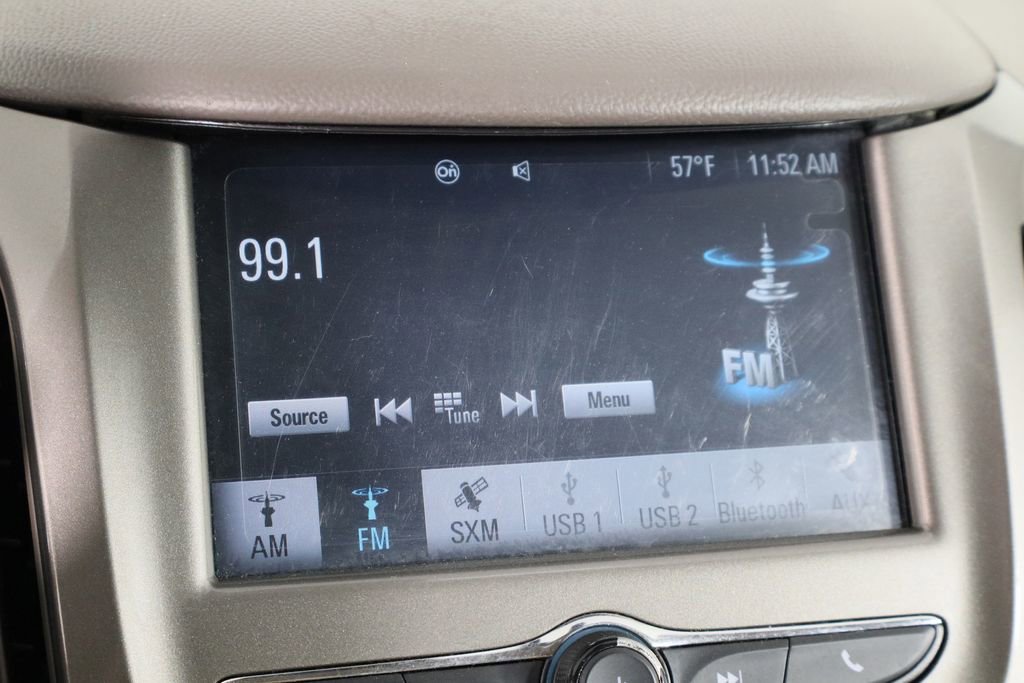 On 57°F 11:52 AM
99.1
FM
Source Tune Menu
AM FM SXM USB 1 USB 2 Bluetooth AUX